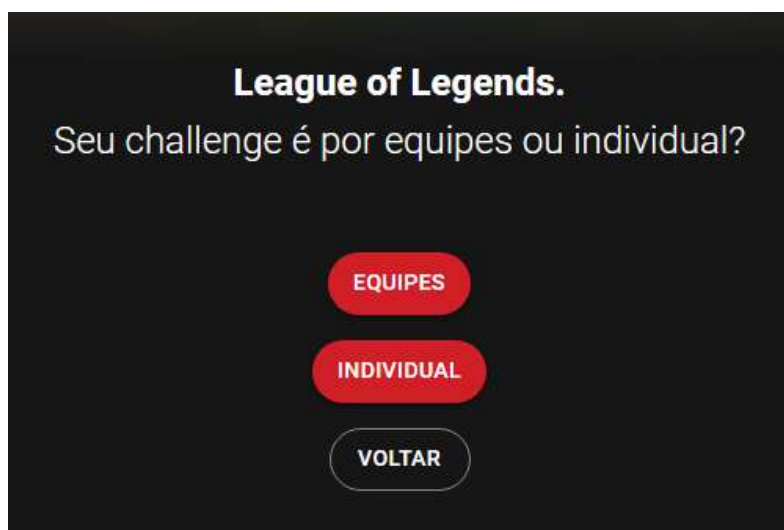 League of Legends.
Seu challenge é por equipes ou individual?
EQUIPES
INDIVIDUAL
VOLTAR